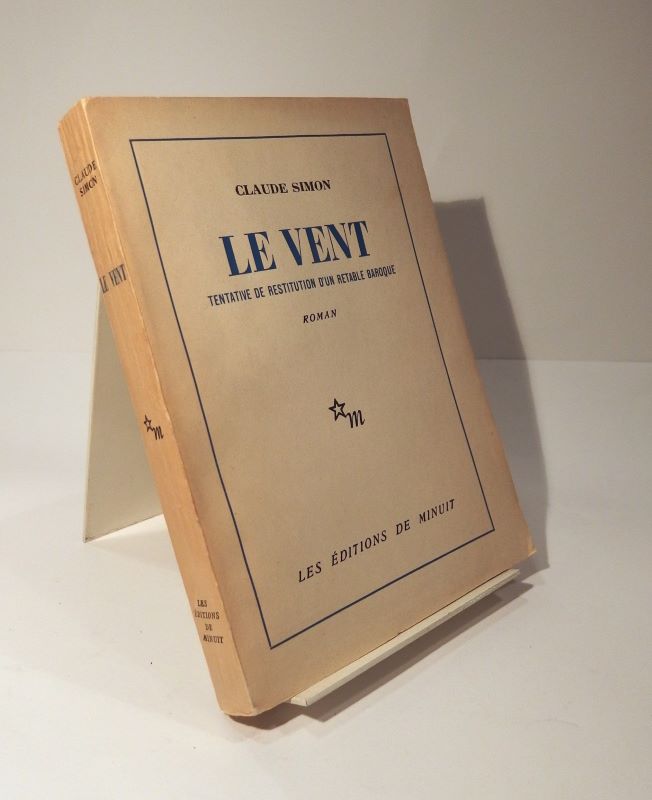 CLAUDE SIMON
LE VENT
TENTATIVE DE RESTITUTION D'UN RETABLE BAROQUE
ROMAN
m
LES ÉDITIONS DE MINUIT
CLAUDE
SIMON
LE VENT
m
LES
ÉDITIONS
DE
MINUIT